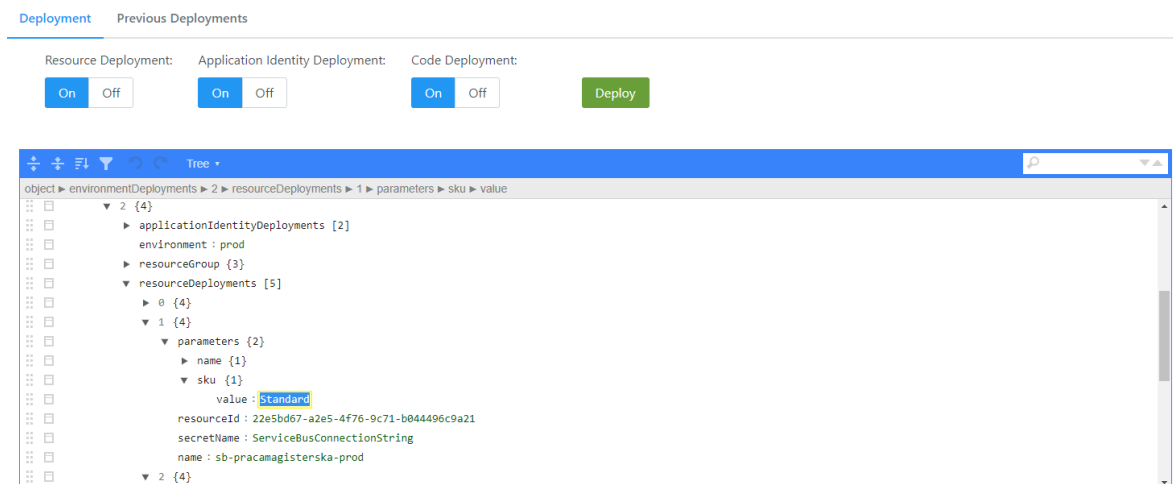 Deployment Previous Deployments
Resource Deployment: Application Identity Deployment: Code Deployment:
On Off On Off On Off Deploy
Tree ▾
object ► environmentDeployments ► 2 ► resourceDeployments ► 1 ► parameters ► sku ► value
▼ 2 {4}
► applicationIdentityDeployments [2]
environment : prod
► resourceGroup {3}
▼ resourceDeployments [5]
► 0 {4}
▼ 1 {4}
▼ parameters {2}
► name {1}
▼ sku {1}
value : Standard
resourceId : 22e5bd67-a2e5-4f76-9c71-b044496c9a21
secretName : ServiceBusConnectionString
name : sb-pracamagisterska-prod
▼ 2 {4}